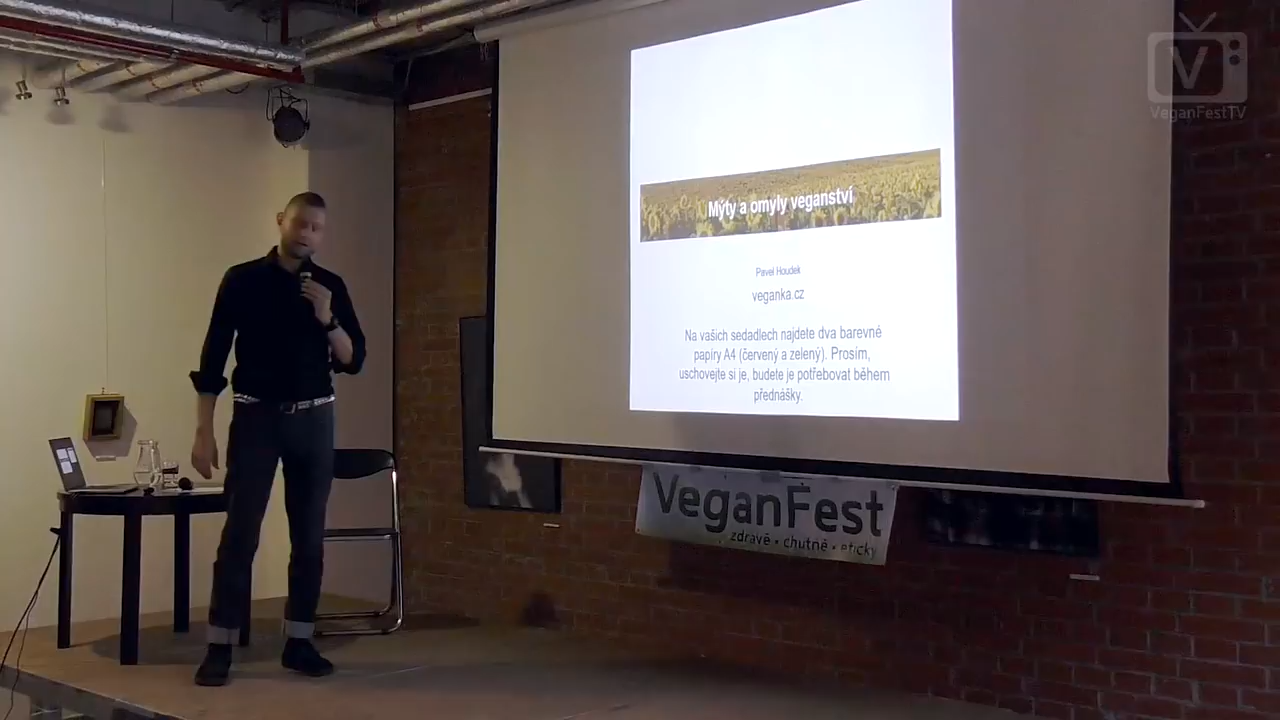 V
VeganFestTV
Mýty a omyly veganství
Pavel Houdek
veganka.cz
Na vašich sedadlech najdete dva barevné
papíry A4 (červený a zelený). Prosím,
uschovejte si je, budete je potřebovat během
přednášky.
VeganFest
zdravě • chutně • eticky